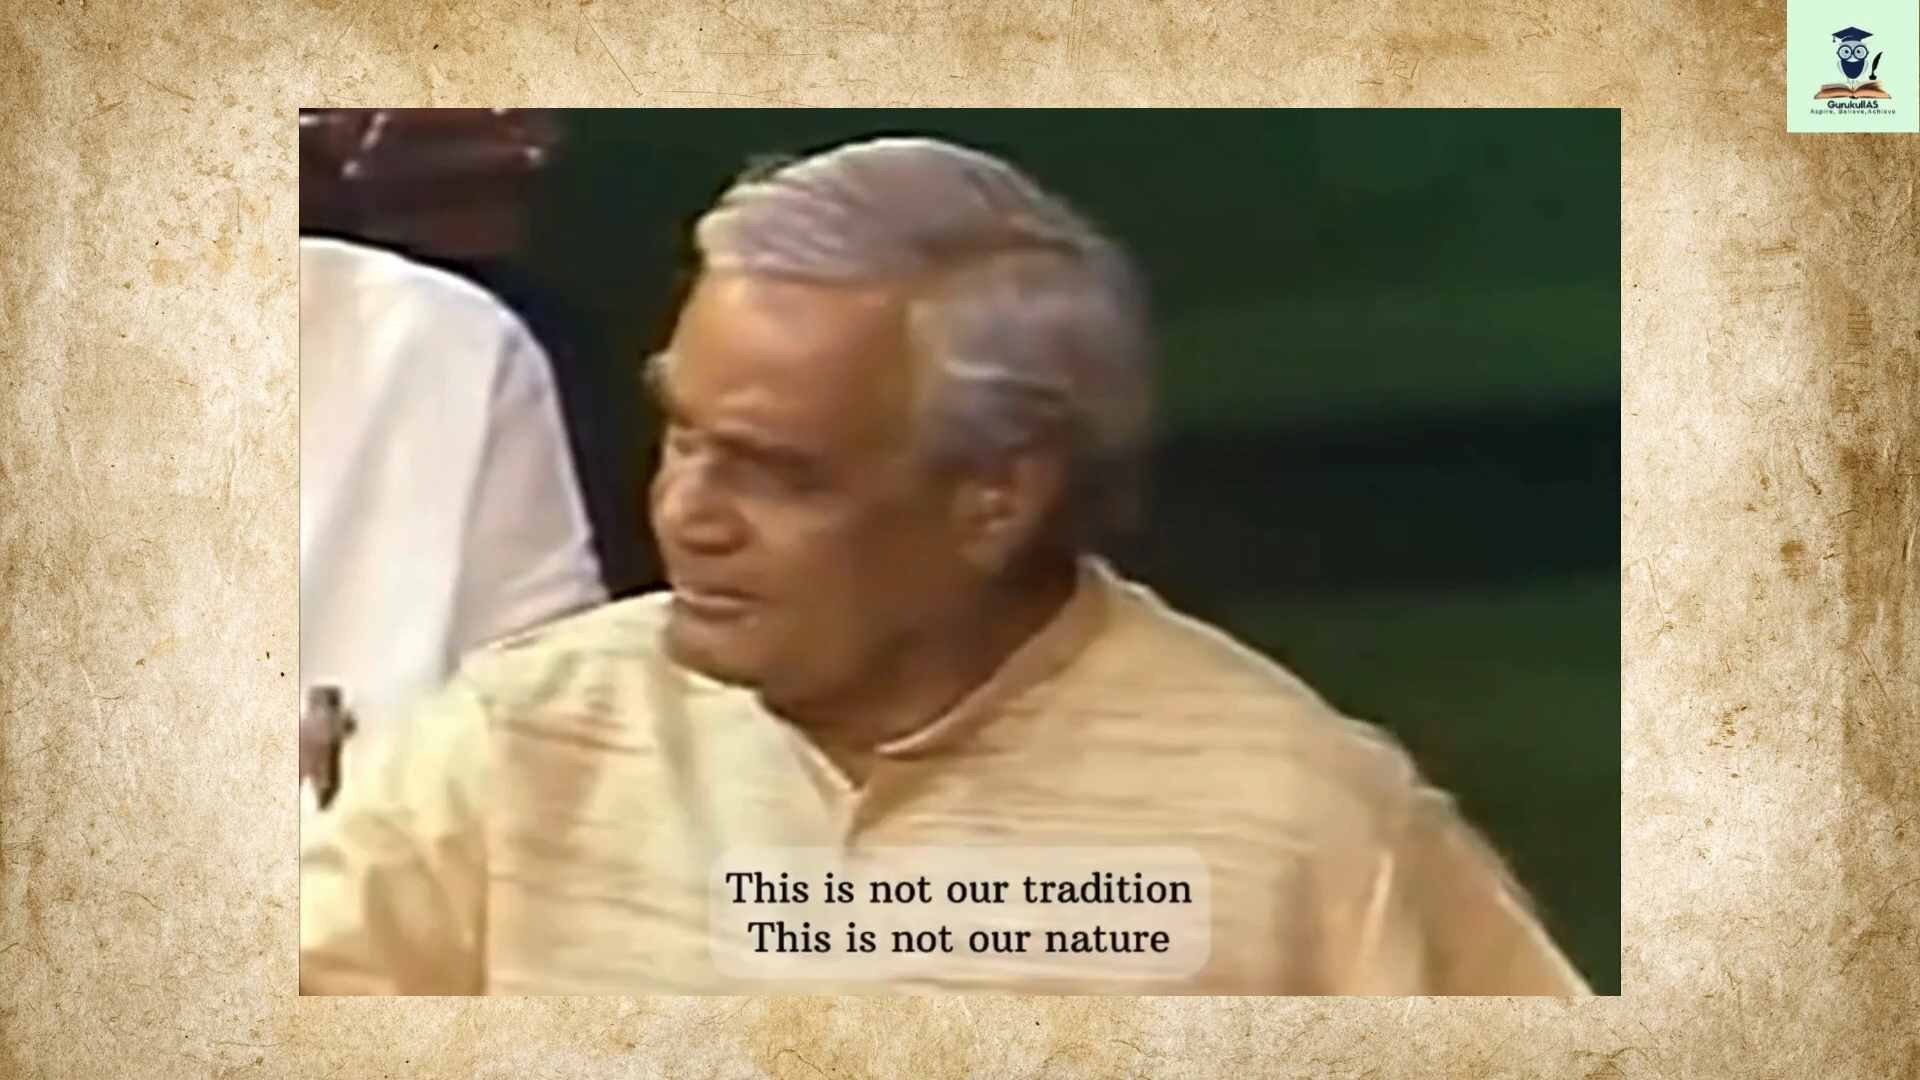 GurukulIAS
Aspire, Believe,Achieve
This is not our tradition
This is not our nature